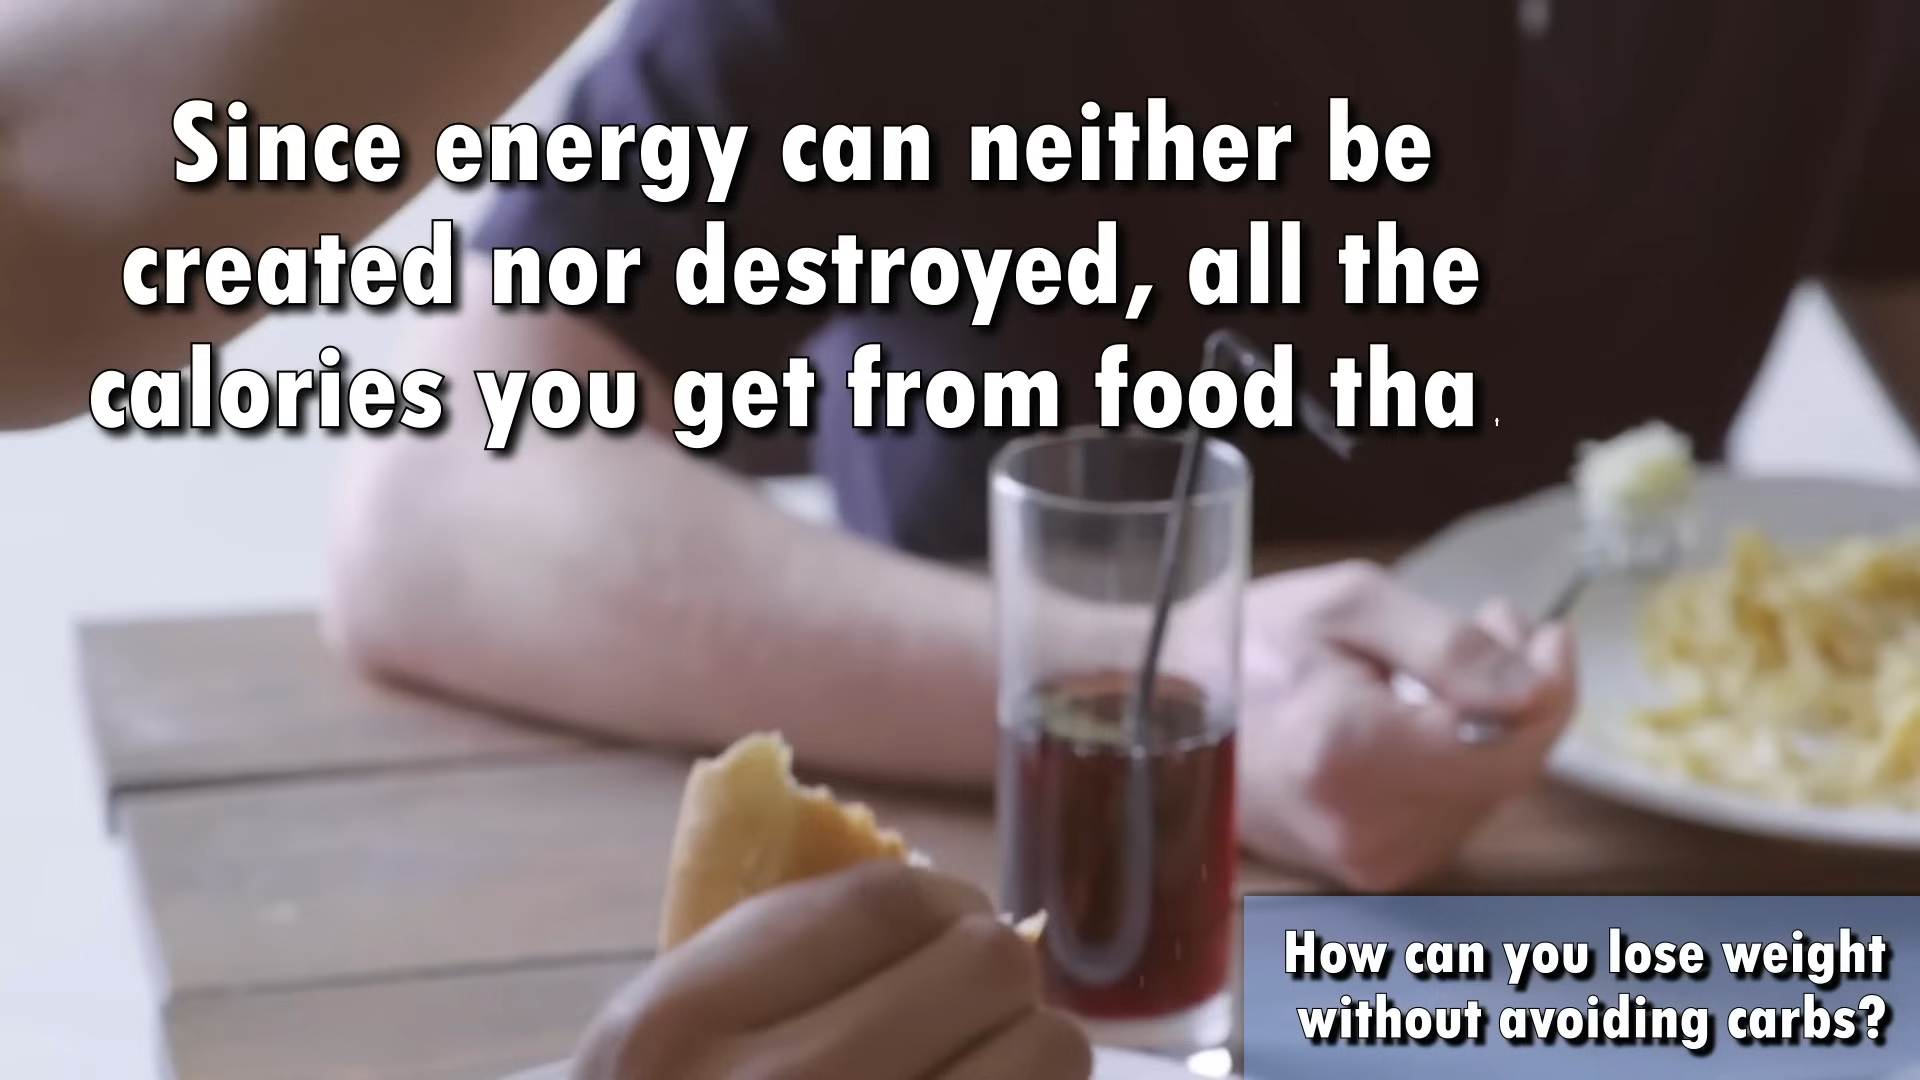 Since energy can neither be
created nor destroyed, all the
calories you get from food that
How can you lose weight
without avoiding carbs?